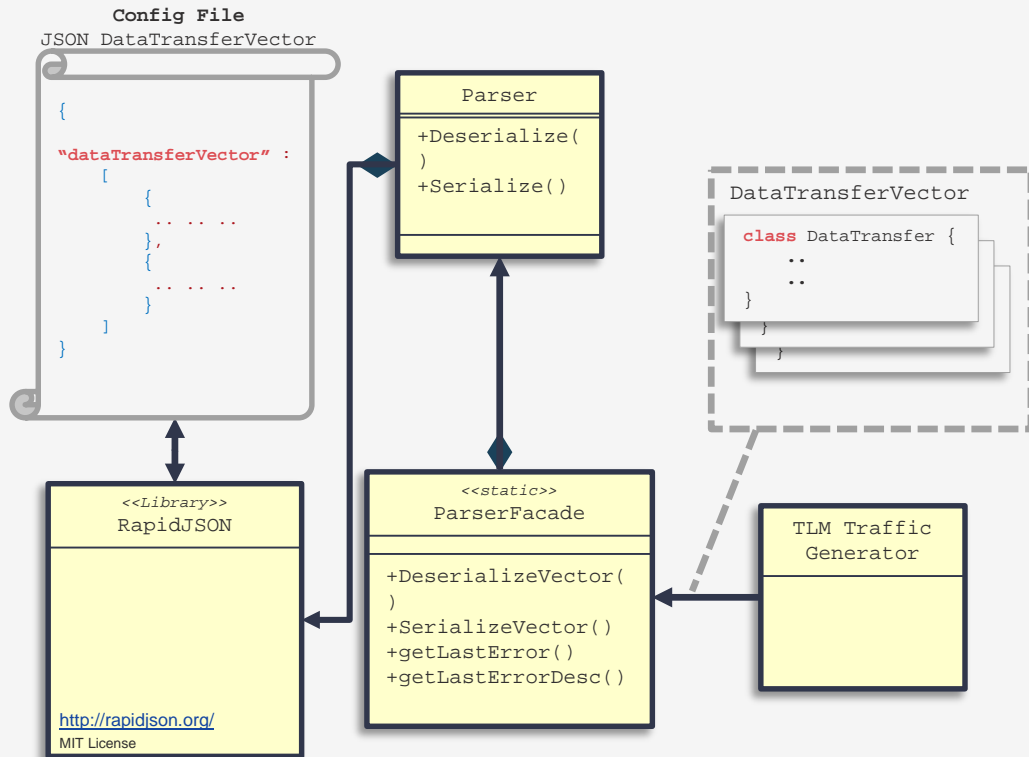 Config File
JSON DataTransferVector
{
“dataTransferVector” :
[
{
.. .. ..
},
{
.. .. ..
}
]
}
Parser
+Deserialize(
)
+Serialize()
DataTransferVector
class DataTransfer {
..
..
}
}
}
<<Library>>
RapidJSON
http://rapidjson.org/
MIT License
<<static>>
ParserFacade
+DeserializeVector(
)
+SerializeVector()
+getLastError()
+getLastErrorDesc()
TLM Traffic
Generator